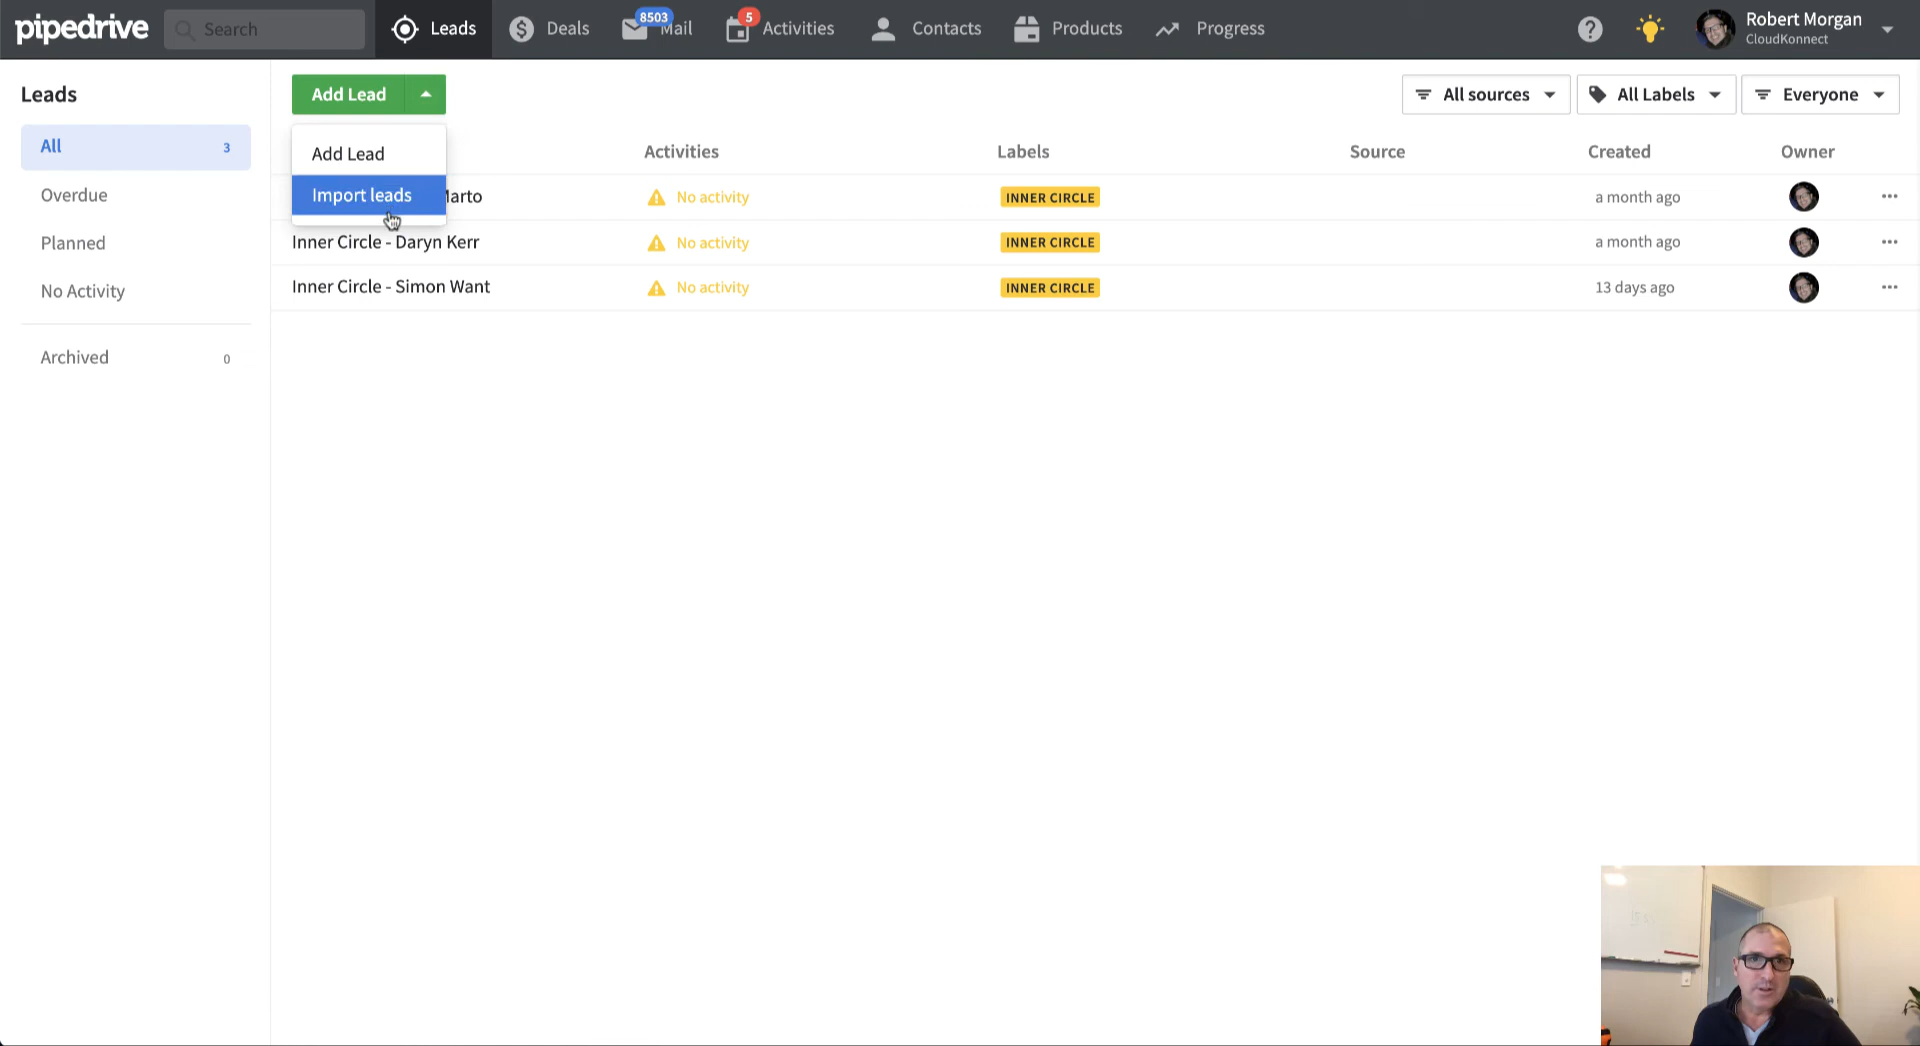 pipedrive Search Leads Deals 8503 Mail 5 Activities Contacts Products Progress Robert Morgan
CloudKonnect
Leads
All 3
Overdue
Planned
No Activity
Archived 0
Add Lead
Add Lead
Import leads
All sources All Labels Everyone
Activities Labels Source Created Owner
Marto No activity INNER CIRCLE a month ago
Inner Circle - Daryn Kerr No activity INNER CIRCLE a month ago
Inner Circle - Simon Want No activity INNER CIRCLE 13 days ago